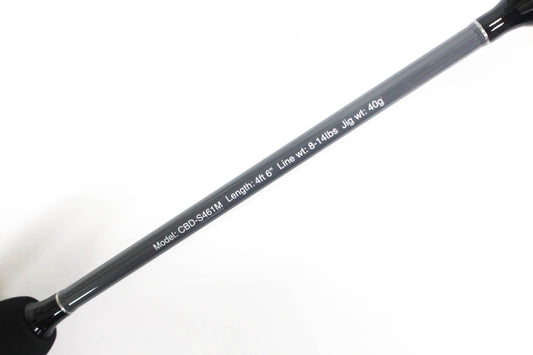 Model: CBD-S461M Length: 4ft 6" Line wt: 8-14lbs Jig wt: 40g